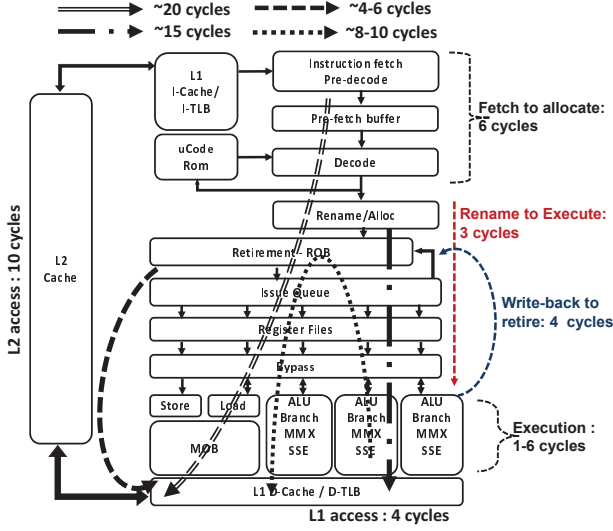 ~20 cycles
~4-6 cycles
~15 cycles
~8-10 cycles
L1
I-Cache/
I-TLB
Instruction fetch
Pre-decode
Pre-fetch buffer
uCode
Rom
Decode
Fetch to allocate:
6 cycles
Rename/Alloc
Rename to Execute:
3 cycles
Retirement - ROB
L2 access : 10 cycles
L2
Cache
Issue Queue
Write-back to
retire: 4 cycles
Register Files
Bypass
Store
Load
ALU
Branch
MMX
SSE
ALU
Branch
MMX
SSE
ALU
Branch
MMX
SSE
MOB
Execution :
1-6 cycles
L1 D-Cache / D-TLB
L1 access : 4 cycles